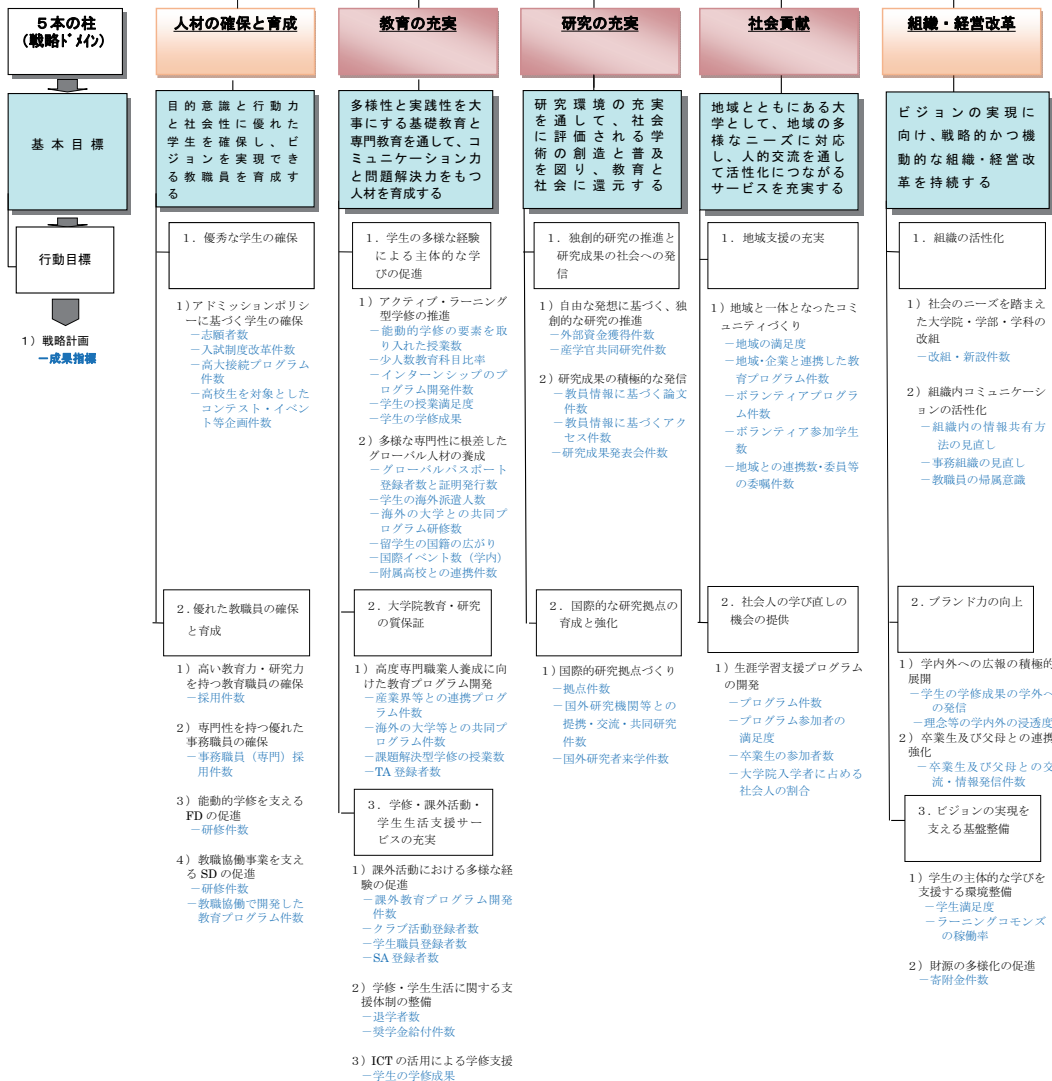 5本の柱
(戦略ﾄﾞﾒｲﾝ)
基本目標
行動目標
1）戦略計画
－成果指標
人材の確保と育成
目的意識と行動力
と社会性に優れた
学生を確保し、ビ
ジョンを実現でき
る教職員を育成す
る
1．優秀な学生の確保
1）アドミッションポリシ
ーに基づく学生の確保
－志願者数
－入試制度改革件数
－高大接続プログラム
件数
－高校生を対象とした
コンテスト・イベン
ト等企画件数
2．優れた教職員の確保
と育成
1）高い教育力・研究力
を持つ教育職員の確保
－採用件数
2）専門性を持つ優れた
事務職員の確保
－事務職員（専門）採
用件数
3）能動的学修を支える
FDの促進
－研修件数
4）教職協働事業を支え
るSDの促進
－研修件数
－教職協働で開発した
教育プログラム件数
教育の充実
多様性と実践性を大
事にする基礎教育と
専門教育を通して、コ
ミュニケーション力
と問題解決力をもつ
人材を育成する
1．学生の多様な経験
による主体的な学
びの促進
1）アクティブ・ラーニング
型学修の推進
－能動的学修の要素を取
り入れた授業数
－少人数教育科目比率
－インターンシップのプ
ログラム開発件数
－学生の授業満足度
－学生の学修成果
2）多様な専門性に根差した
グローバル人材の養成
－グローバルパスポート
登録者数と証明発行数
－学生の海外派遣人数
－海外の大学との共同プ
ログラム研修数
－留学生の国籍の広がり
－国際イベント数（学内）
－附属高校との連携件数
2．大学院教育・研究
の質保証
1）高度専門職業人養成に向
けた教育プログラム開発
－産業界等との連携プログ
ラム件数
－海外の大学等との共同プ
ログラム件数
－課題解決型学修の授業数
－TA登録者数
3．学修・課外活動・
学生生活支援サー
ビスの充実
1）課外活動における多様な経
験の促進
－課外教育プログラム開発
件数
－クラブ活動登録者数
－学生職員登録者数
－SA登録者数
2）学修・学生生活に関する支
援体制の整備
－退学者数
－奨学金給付件数
3）ICTの活用による学修支援
－学生の学修成果
研究の充実
研究環境の充実
を通して、社会
に評価される学
術の創造と普及
を図り、教育と
社会に還元する
1．独創的研究の推進と
研究成果の社会への発
信
1）自由な発想に基づく、独
創的な研究の推進
－外部資金獲得件数
－産学官共同研究件数
2）研究成果の積極的な発信
－教員情報に基づく論文
件数
－教員情報に基づくアク
セス件数
－研究成果発表会件数
2．国際的な研究拠点の
育成と強化
1）国際的研究拠点づくり
－拠点件数
－国外研究機関等との
提携・交流・共同研究
件数
－国外研究者来学件数
社会貢献
地域とともにある大
学として、地域の多
様なニーズに対応
し、人的交流を通し
て活性化につながる
サービスを充実する
1．地域支援の充実
1）地域と一体となったコミ
ュニティづくり
－地域の満足度
－地域・企業と連携した教
育プログラム件数
－ボランティアプログラ
ム件数
－ボランティア参加学生
数
－地域との連携数・委員等
の委嘱件数
2．社会人の学び直しの
機会の提供
1）生涯学習支援プログラム
の開発
－プログラム件数
－プログラム参加者の
満足度
－卒業生の参加者数
－大学院入学者に占める
社会人の割合
組織・経営改革
ビジョンの実現に
向け、戦略的かつ機
動的な組織・経営改
革を持続する
1．組織の活性化
1）社会のニーズを踏まえ
た大学院・学部・学科の
改組
－改組・新設件数
2）組織内コミュニケーシ
ョンの活性化
－組織内の情報共有方
法の見直し
－事務組織の見直し
－教職員の帰属意識
2．ブランド力の向上
1）学内外への広報の積極的
展開
－学生の学修成果の学外へ
の発信
－理念等の学内外の浸透度
2）卒業生及び父母との連携
強化
－卒業生及び父母との交
流・情報発信件数
3．ビジョンの実現を
支える基盤整備
1）学生の主体的な学びを
支援する環境整備
－学生満足度
－ラーニングコモンズ
の稼働率
2）財源の多様化の促進
－寄附金件数